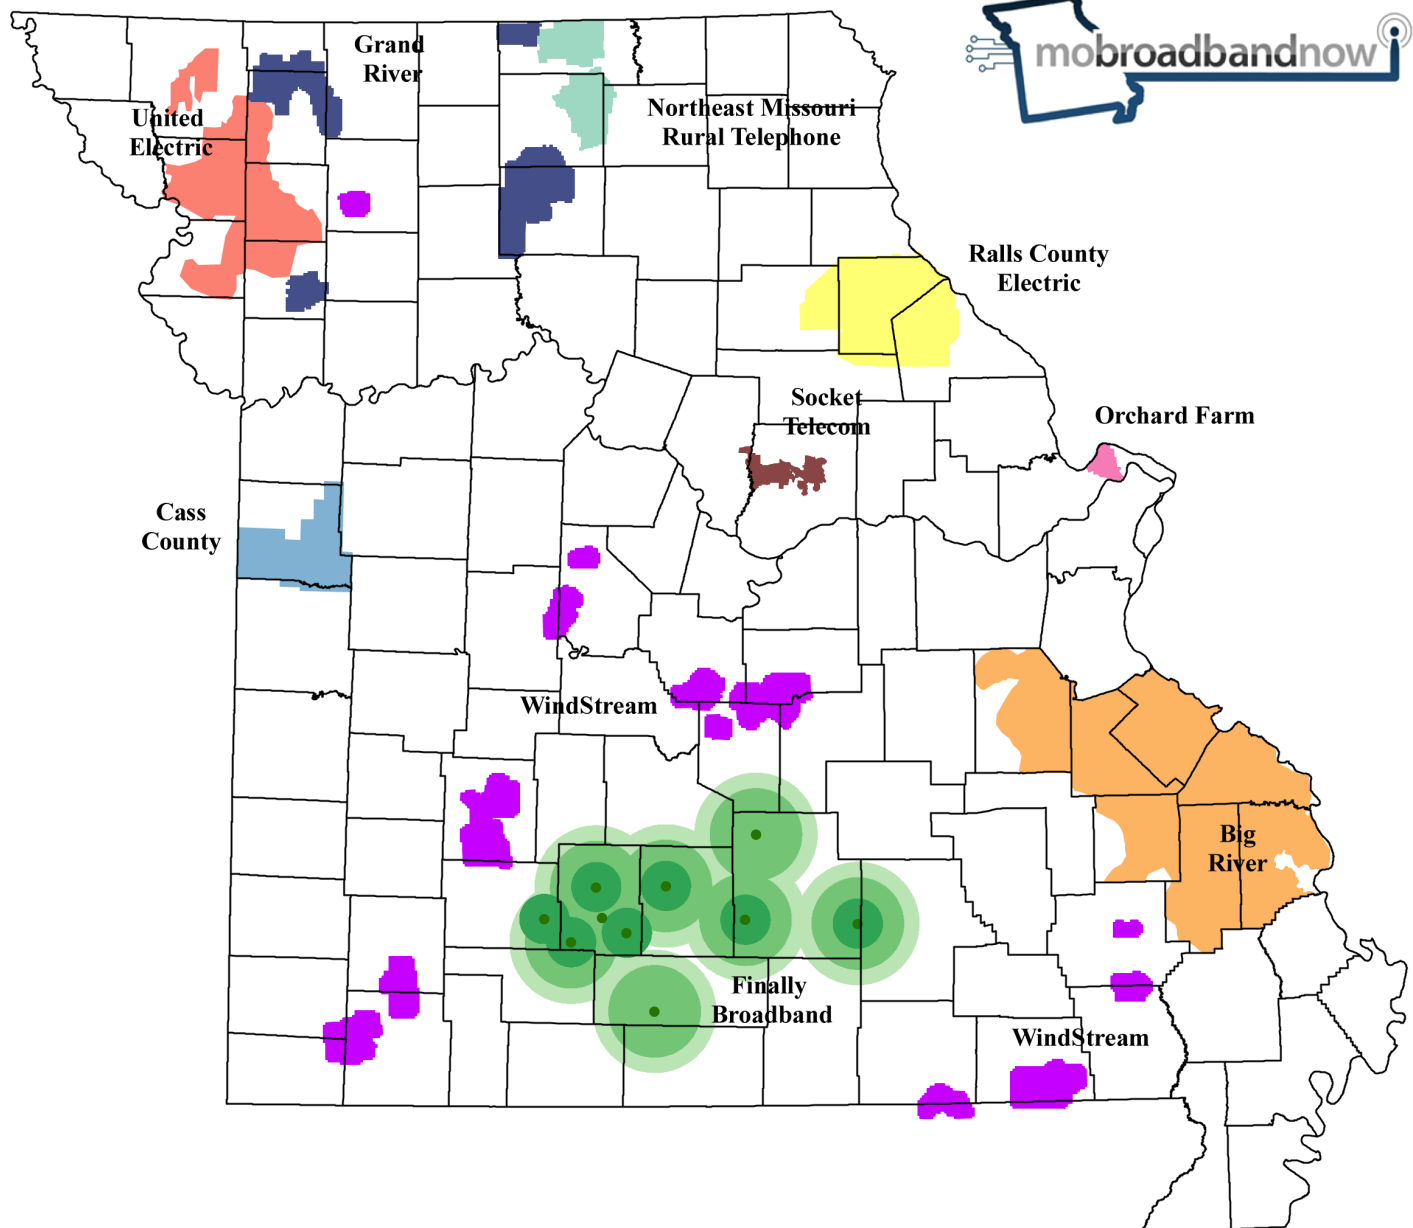 mobroadbandnow
Grand
River
United
Electric
Northeast Missouri
Rural Telephone
Ralls County
Electric
Socket
Telecom
Orchard Farm
Cass
County
WindStream
Big
River
Finally
Broadband
WindStream